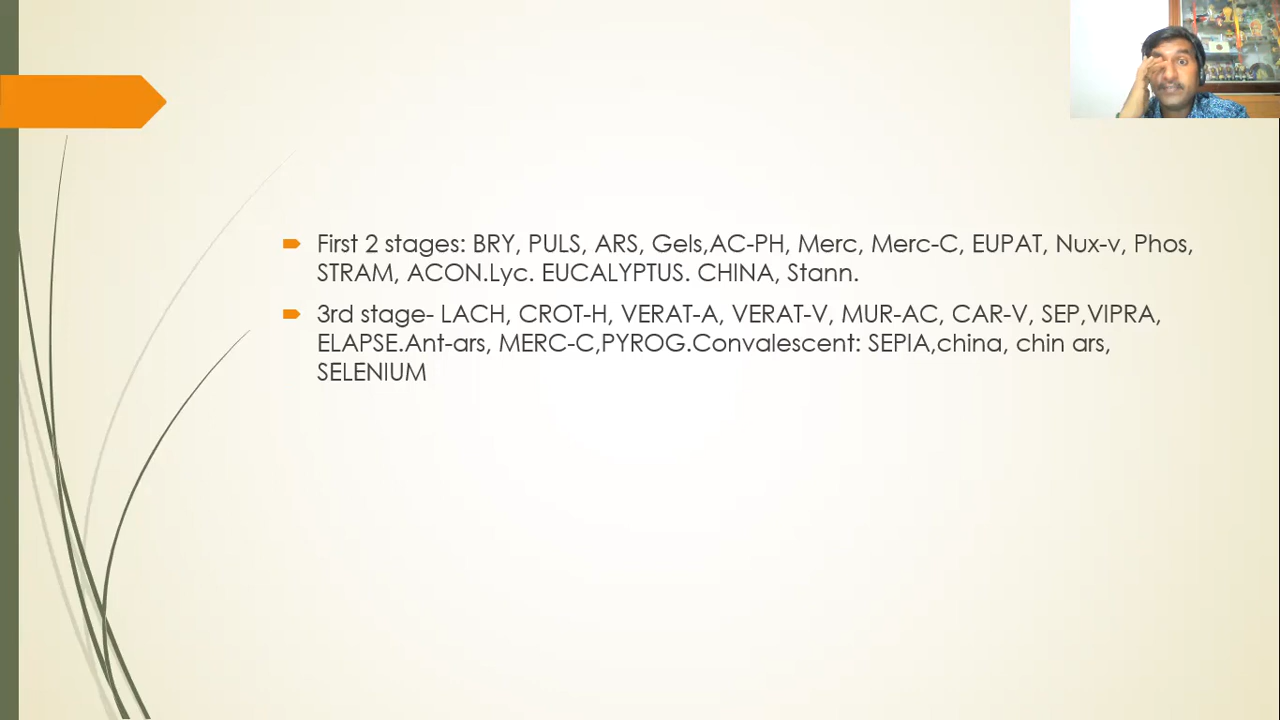 First 2 stages: BRY, PULS, ARS, Gels,AC-PH, Merc, Merc-C, EUPAT, Nux-v, Phos,
STRAM, ACON.Lyc. EUCALYPTUS. CHINA, Stann.
3rd stage- LACH, CROT-H, VERAT-A, VERAT-V, MUR-AC, CAR-V, SEP,VIPRA,
ELAPSE.Ant-ars, MERC-C,PYROG.Convalescent: SEPIA,china, chin ars,
SELENIUM